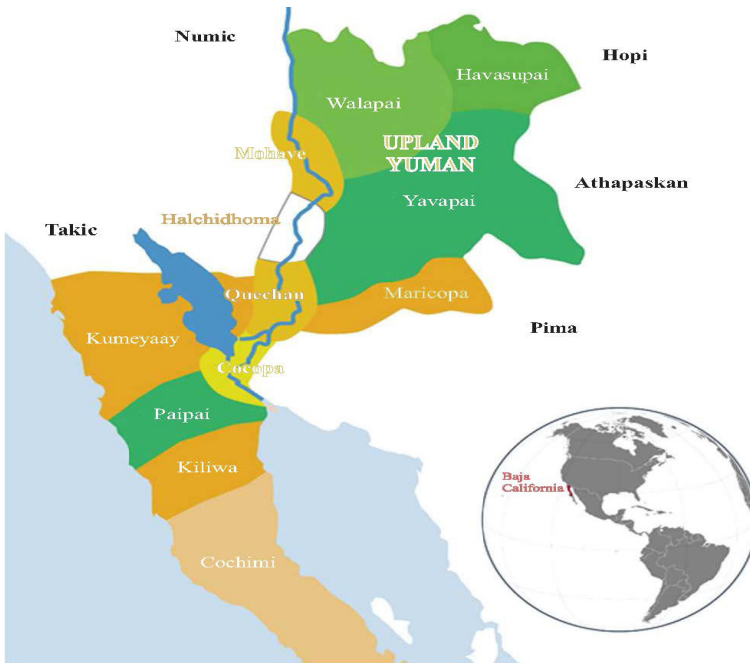 Numic
Hopi
Havasupai
Walapai
UPLAND
YUMAN
Mohave
Athapaskan
Yavapai
Halchidhoma
Takic
Quechan
Maricopa
Pima
Kumeyaay
Cocopa
Paipai
Kiliwa
Baja
California
Cochimi